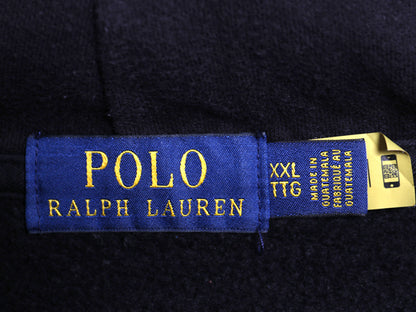 POLO
RALPH LAUREN
XXL
TTG
MADE IN
GUATEMALA
FABRIQUÉ AU
GUATEMALA